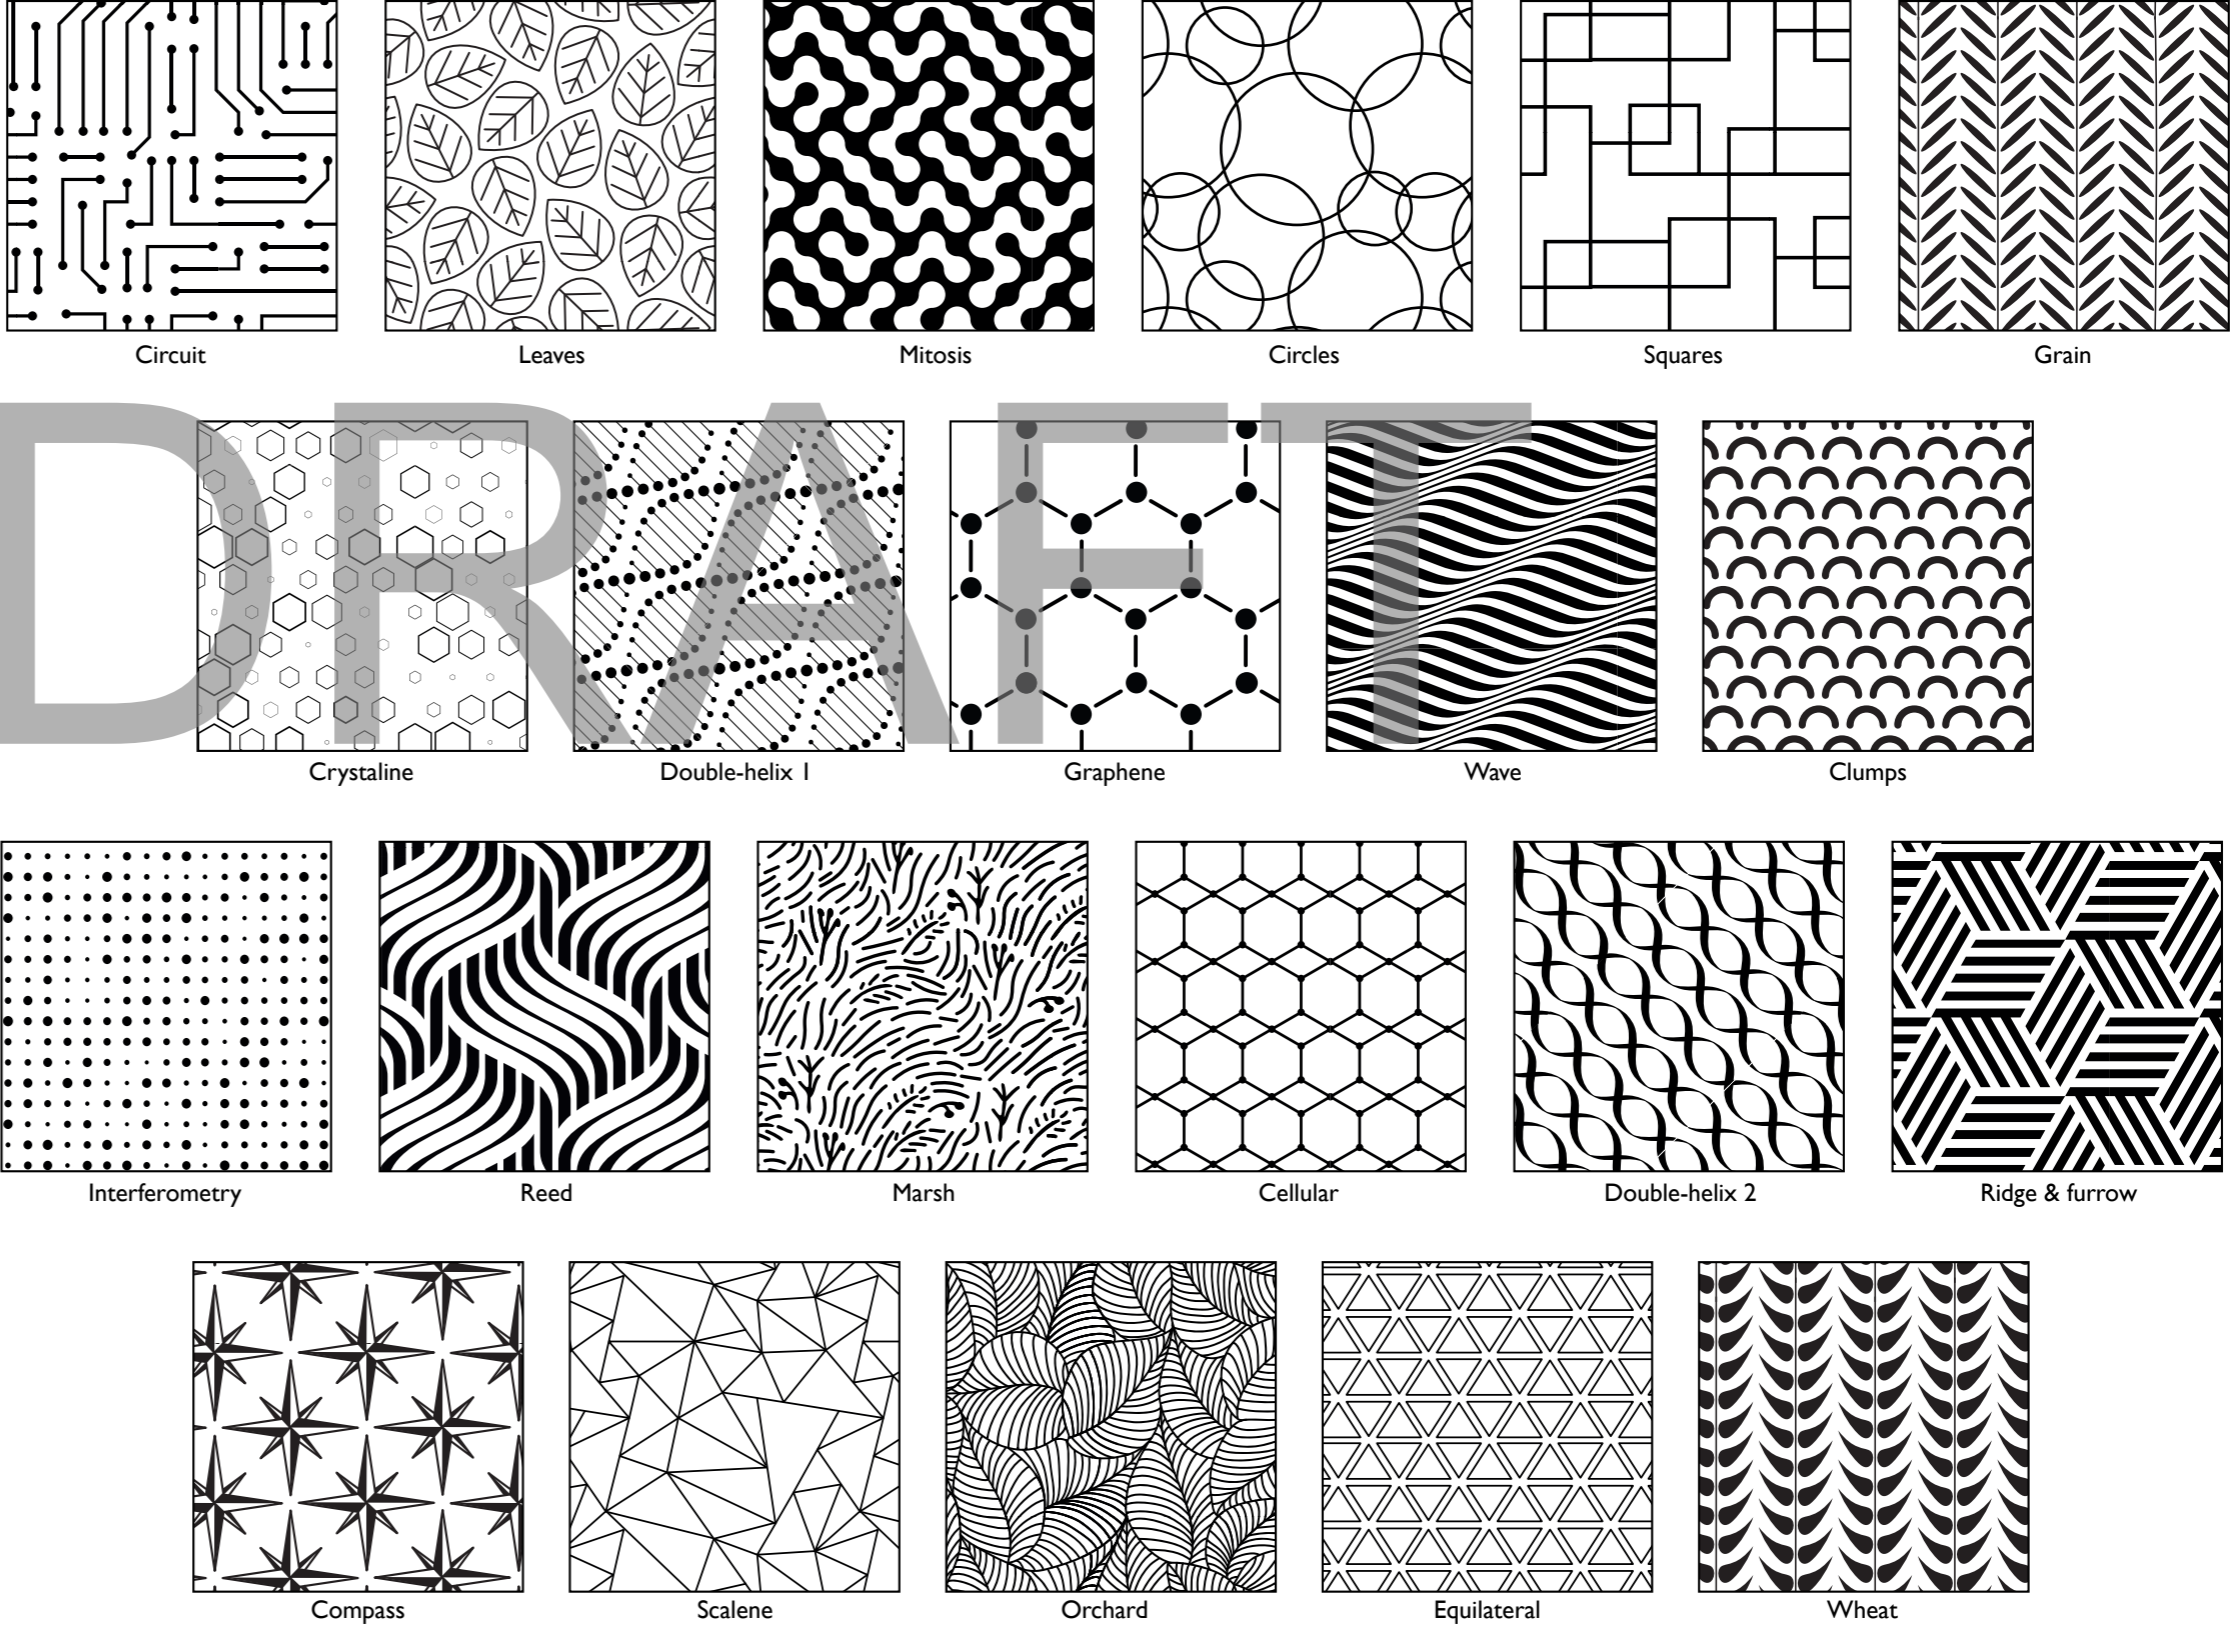 Circuit Leaves Mitosis Circles Squares Grain
DRAFT
Crystaline Double-helix 1 Graphene Wave Clumps
Interferometry Reed Marsh Cellular Double-helix 2 Ridge & furrow
Compass Scalene Orchard Equilateral Wheat